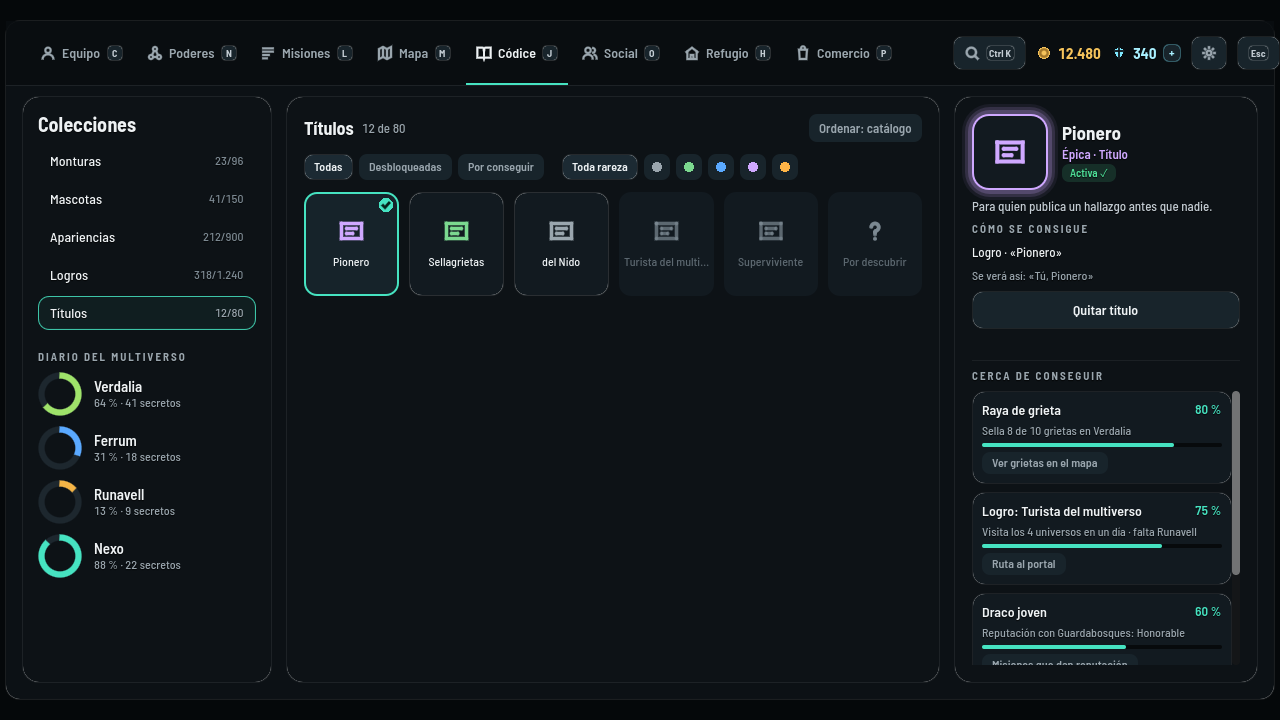 Equipo C Poderes N Misiones L Mapa M Códice J Social O Refugio H Comercio P Ctrl K 12.480 340 + Esc
Colecciones
Monturas 23/96
Mascotas 41/150
Apariencias 212/900
Logros 318/1.240
Títulos 12/80
DIARIO DEL MULTIVERSO
Verdalia
64 % · 41 secretos
Ferrum
31 % · 18 secretos
Runavell
13 % · 9 secretos
Nexo
88 % · 22 secretos
Títulos 12 de 80 Ordenar: catálogo
Todas Desbloqueadas Por conseguir Toda rareza
Pionero Sellagrietas del Nido Turista del multi... Superviviente ? Por descubrir
Pionero
Épica · Título
Activa ✓
Para quien publica un hallazgo antes que nadie.
CÓMO SE CONSIGUE
Logro · «Pionero»
Se verá así: «Tú, Pionero»
Quitar título
CERCA DE CONSEGUIR
Raya de grieta 80 %
Sella 8 de 10 grietas en Verdalia
Ver grietas en el mapa
Logro: Turista del multiverso 75 %
Visita los 4 universos en un día · falta Runavell
Ruta al portal
Draco joven 60 %
Reputación con Guardabosques: Honorable
Misiones que dan reputación